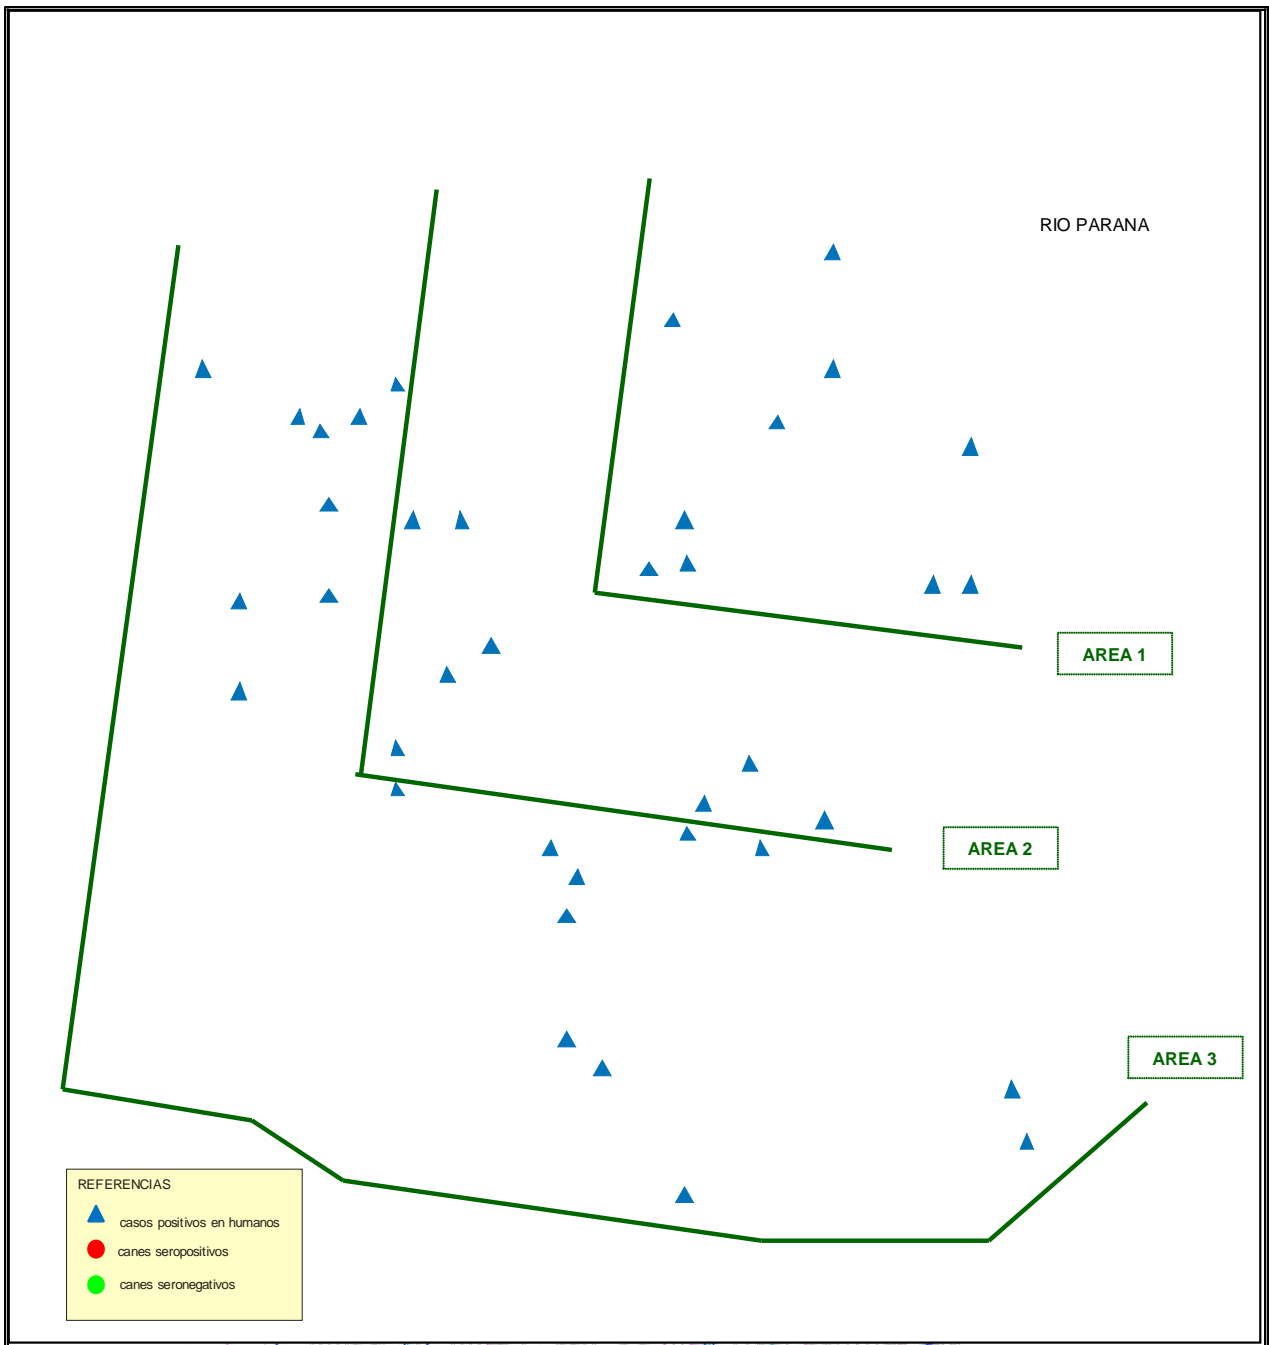 RIO PARANA
AREA 1
AREA 2
AREA 3
REFERENCIAS
casos positivos en humanos
canes seropositivos
canes seronegativos